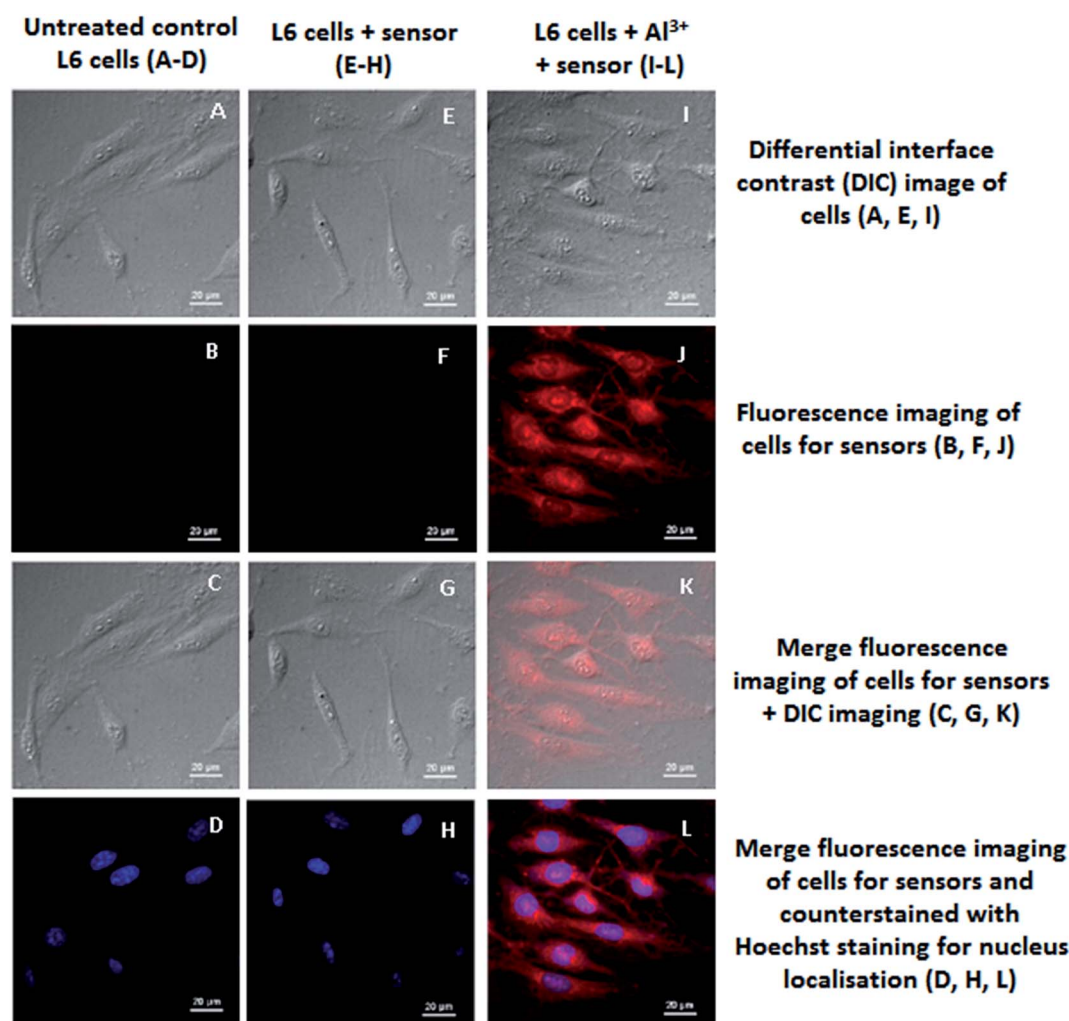 Untreated control
L6 cells (A-D)
L6 cells + sensor
(E-H)
L6 cells + Al³⁺
+ sensor (I-L)
A
20 µm
E
20 µm
I
20 µm
Differential interface
contrast (DIC) image of
cells (A, E, I)
B
20 µm
F
20 µm
J
20 µm
Fluorescence imaging of
cells for sensors (B, F, J)
C
20 µm
G
20 µm
K
20 µm
Merge fluorescence
imaging of cells for sensors
+ DIC imaging (C, G, K)
D
20 µm
H
20 µm
L
20 µm
Merge fluorescence imaging
of cells for sensors and
counterstained with
Hoechst staining for nucleus
localisation (D, H, L)